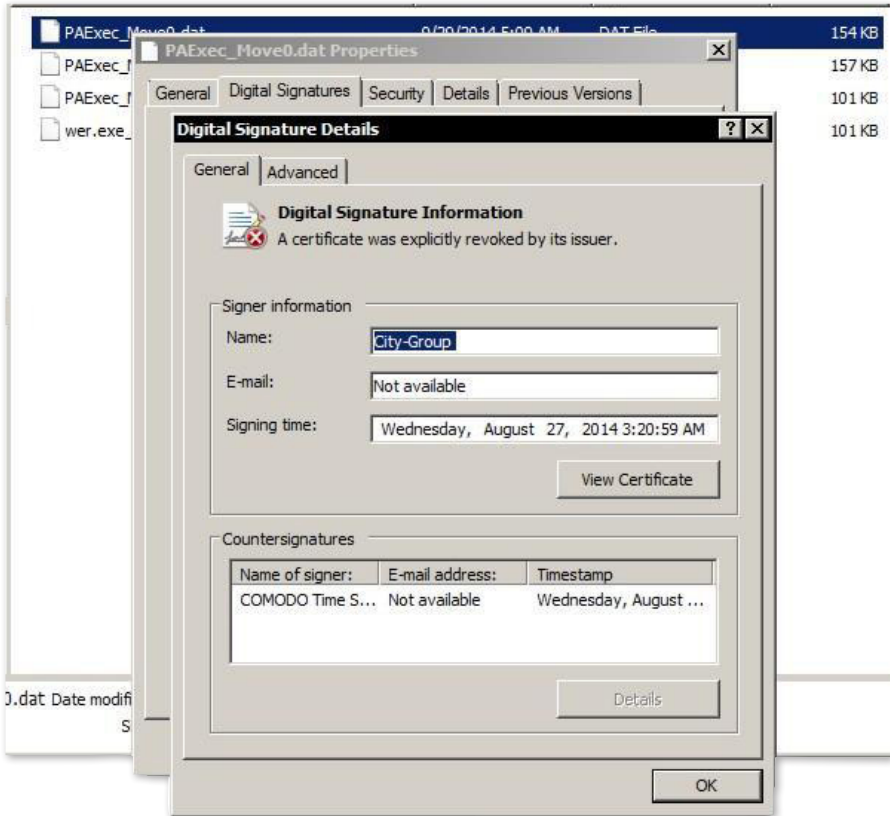 PAExec_Move0.dat 9/29/2014 5:09 AM DAT File 154 KB
PAExec_Move0.dat Properties
PAExec_ 157 KB
General Digital Signatures Security Details Previous Versions
PAExec_ 101 KB
Digital Signature Details
wer.exe_ 101 KB
General Advanced
Digital Signature Information
A certificate was explicitly revoked by its issuer.
Signer information
Name: City-Group
E-mail: Not available
Signing time: Wednesday, August 27, 2014 3:20:59 AM
View Certificate
Countersignatures
Name of signer: E-mail address: Timestamp
COMODO Time S... Not available Wednesday, August ...
Details
0.dat Date modifi
S
OK